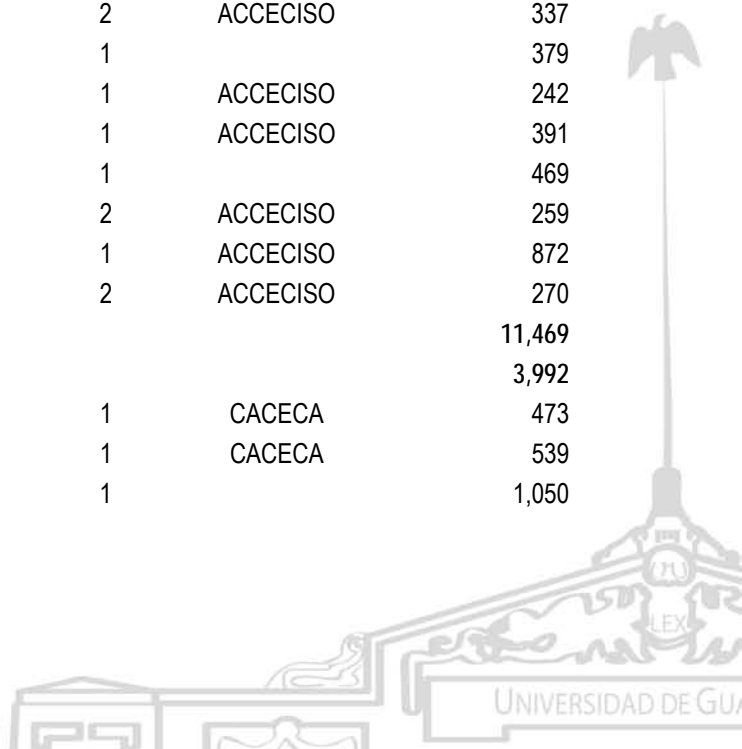 2 ACCECISO 337
1 379
1 ACCECISO 242
1 ACCECISO 391
1 469
2 ACCECISO 259
1 ACCECISO 872
2 ACCECISO 270
11,469
3,992
1 CACECA 473
1 CACECA 539
1 1,050
LEX
UNIVERSIDAD DE GUA